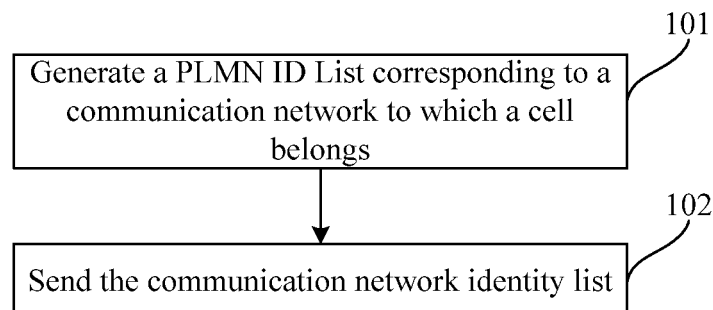 101
Generate a PLMN ID List corresponding to a
communication network to which a cell
belongs
102
Send the communication network identity list